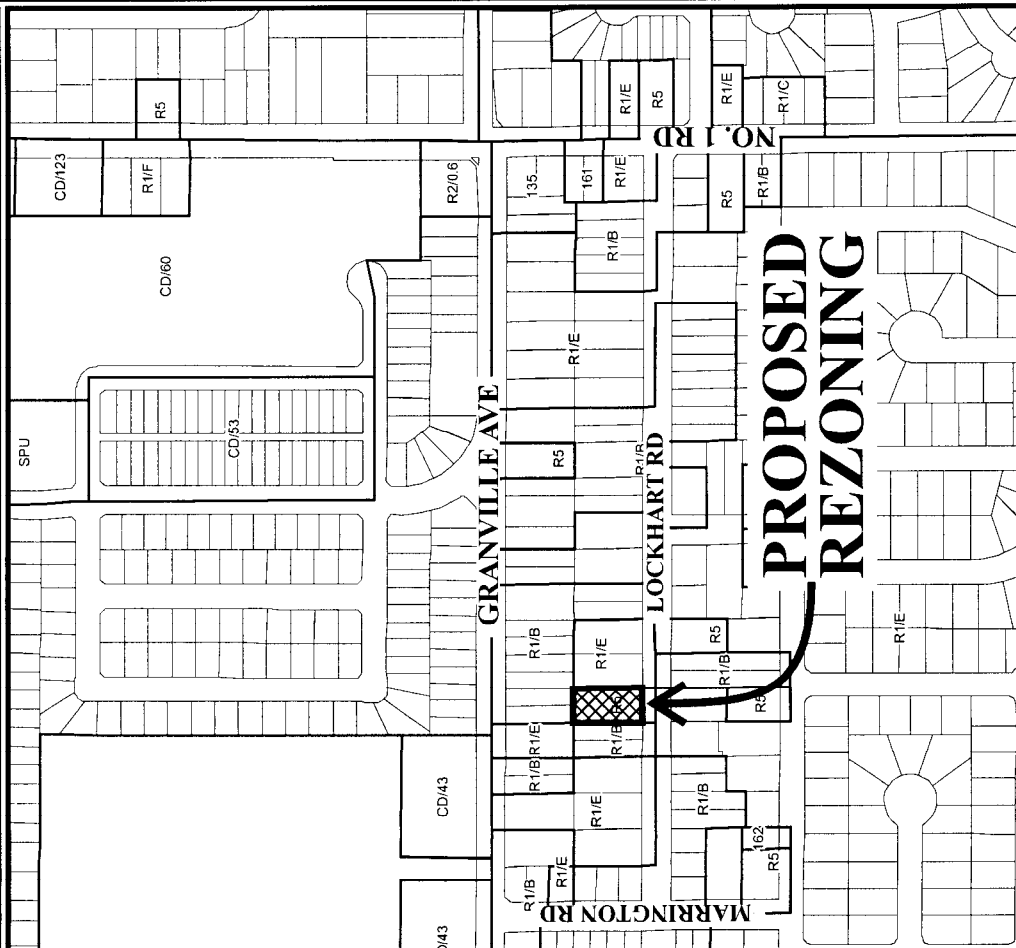 SPU
CD/123
R1/F
R5
CD/60
CD/53
CD/43
R2/0.6
GRANVILLE AVE
R1/B
R1/B
R1/E
R1/B
135
R1/E
R5
R1/E
161
R1/E
R1/B
R1/E
R1/B
R1/E
R1/E
R1/B
LOCKHART RD
R5
MARRINGTON RD
NO. 1 RD
R1/B
R5
R1/B
R5
R1/E
162
R5
R5
R1/B
R1/C
PROPOSED
REZONING
R1/E